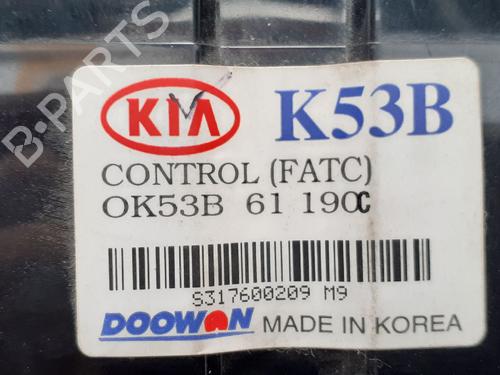 B-PARTS
KIA K53B
CONTROL (FATC)
OK53B 61 190C
S317600209 M9
DOOWON MADE IN KOREA